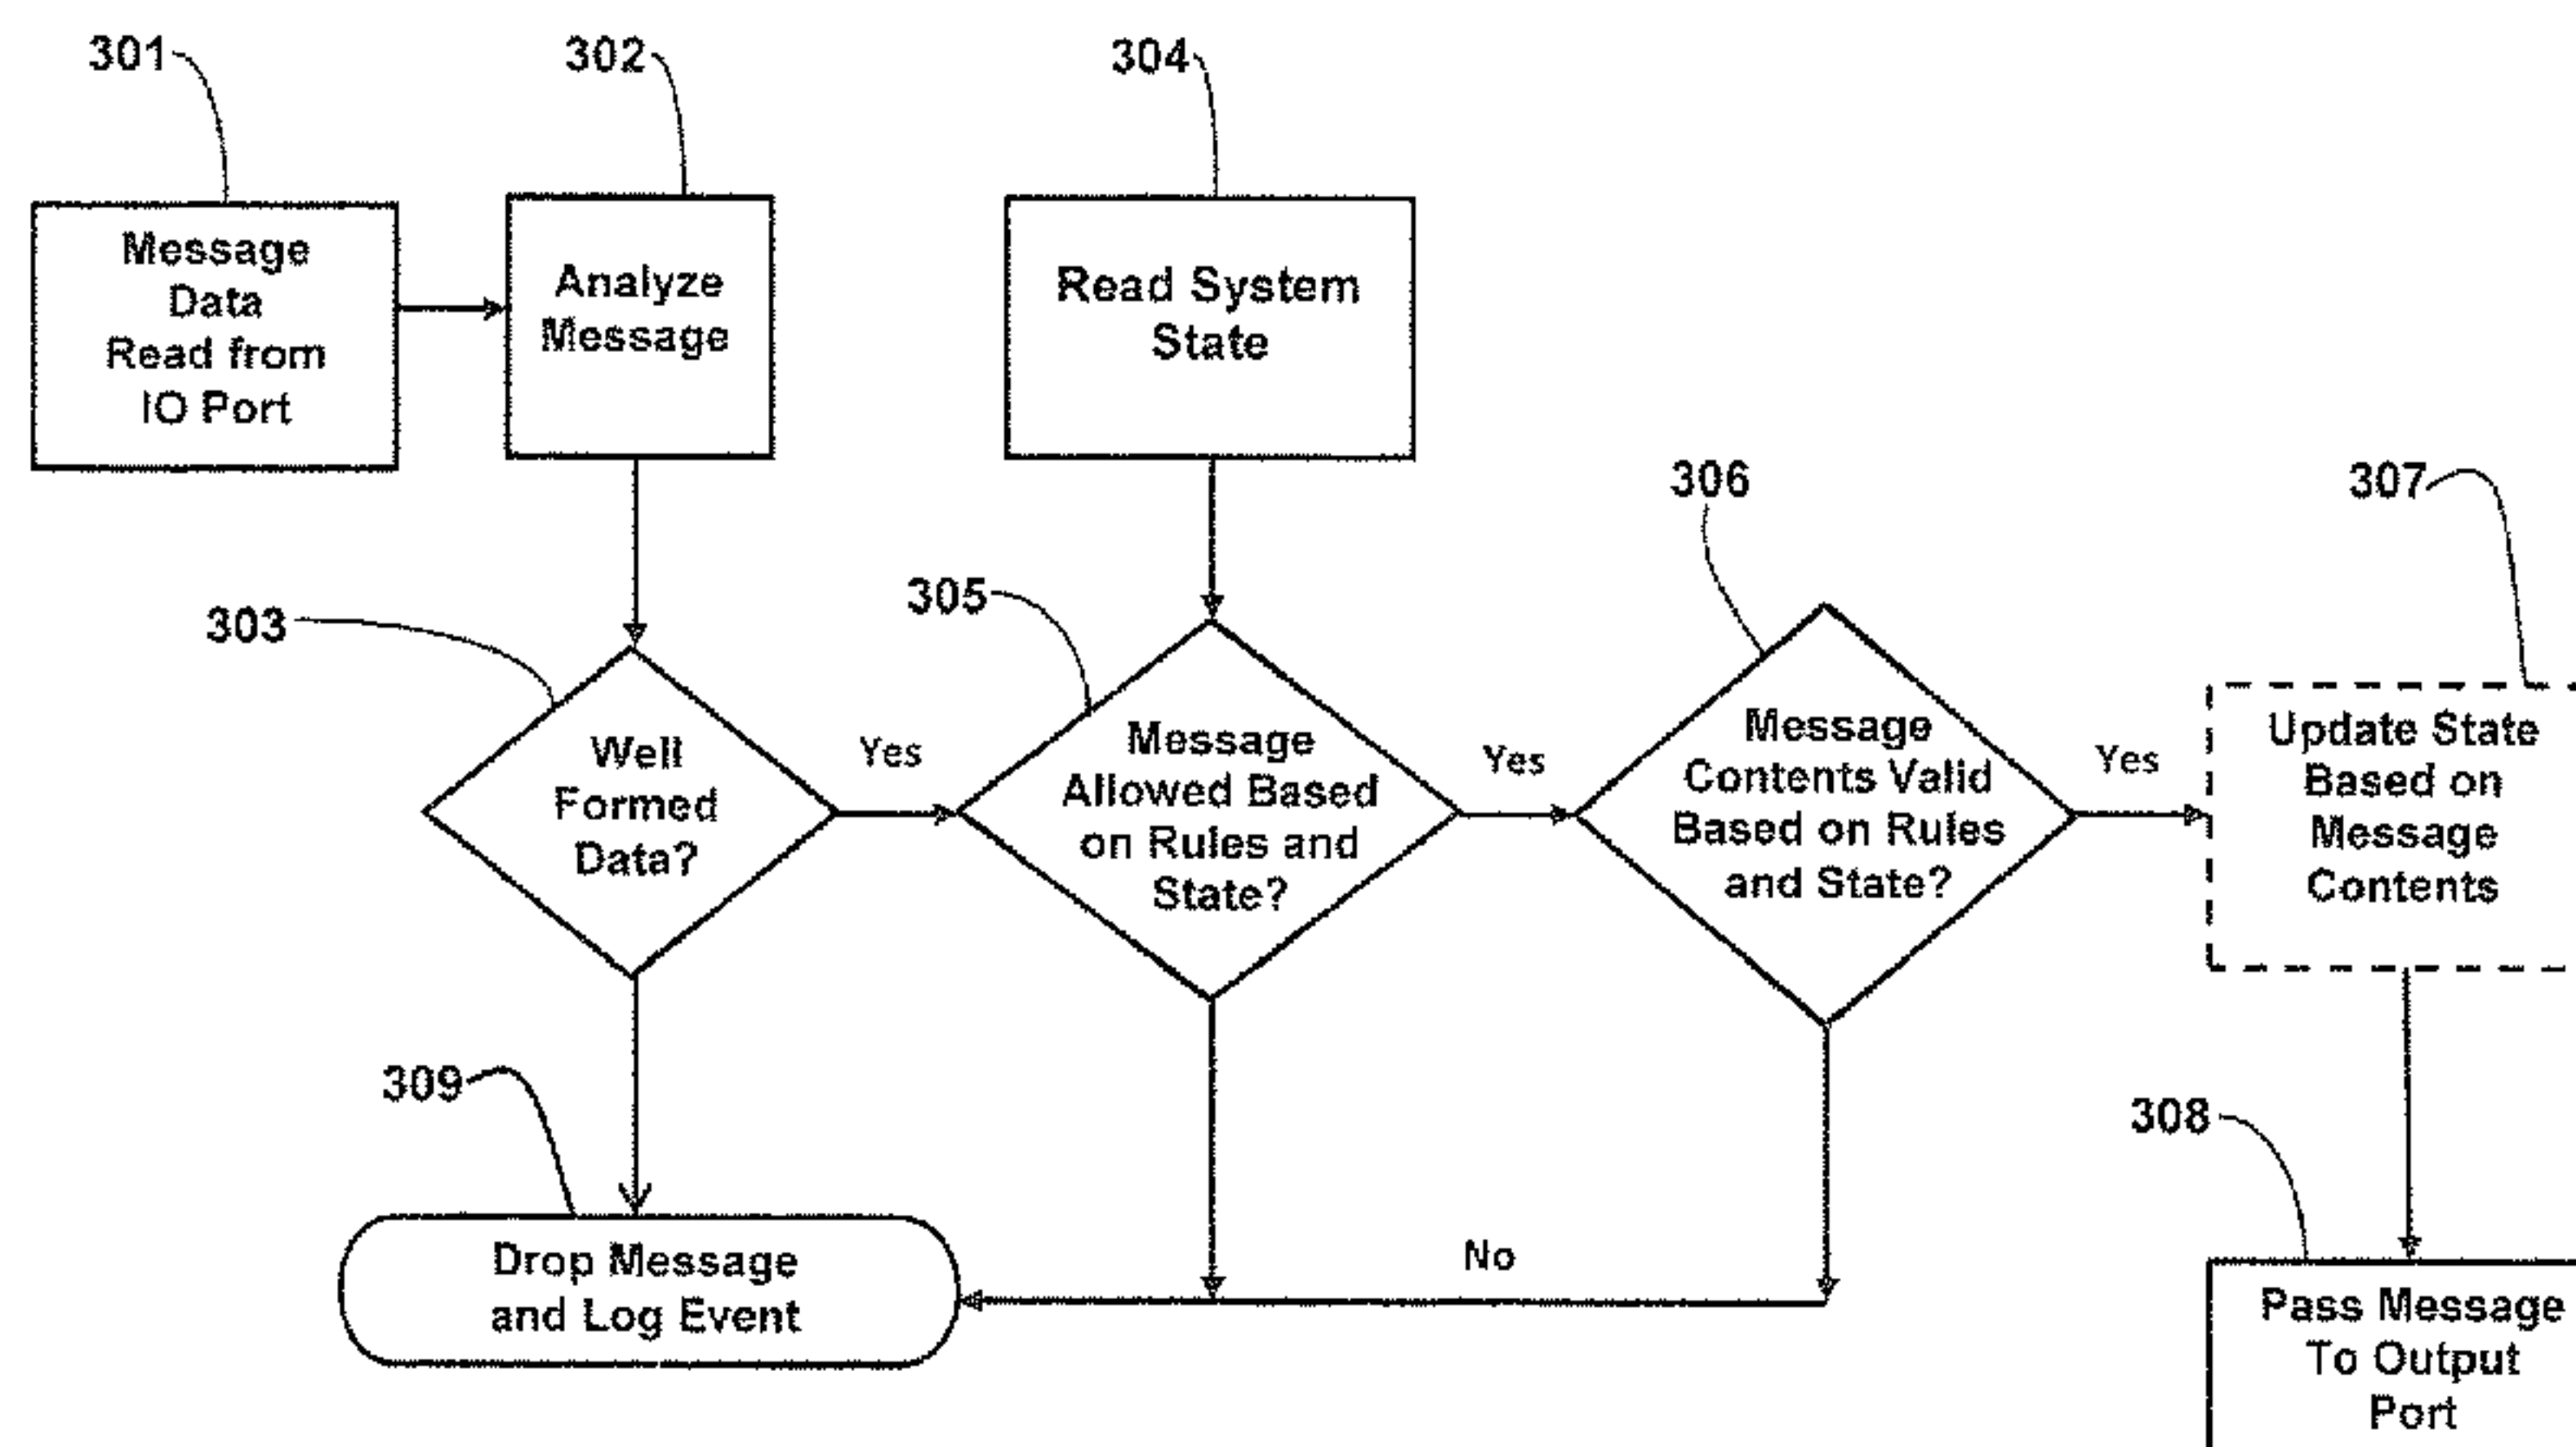 301
302
304
Message
Data
Read from
IO Port
Analyze
Message
Read System
State
303
305
306
307
Well
Formed
Data?
Yes
Message
Allowed Based
on Rules and
State?
Yes
Message
Contents Valid
Based on Rules
and State?
Yes
Update State
Based on
Message
Contents
309
308
Drop Message
and Log Event
No
Pass Message
To Output
Port